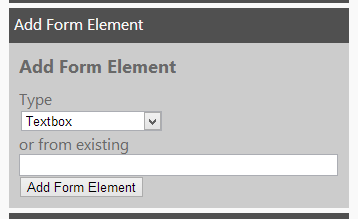 Add Form Element
Add Form Element
Type
Textbox
or from existing
Add Form Element